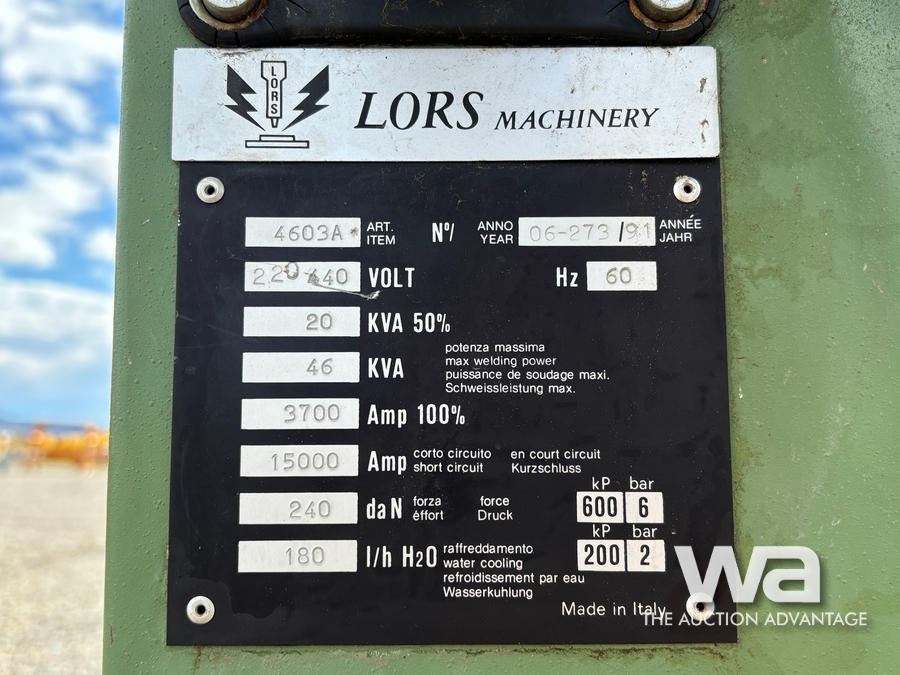 LORS
LORS MACHINERY
4603A ART. ITEM Nº/ ANNO YEAR 06-273/91 ANNÉE JAHR
220 440 VOLT Hz 60
20 KVA 50%
46 KVA potenza massima
max welding power
puissance de soudage maxi.
Schweissleistung max.
3700 Amp 100%
15000 Amp corto circuito en court circuit
short circuit Kurzschluss
kP bar
240 daN forza force 600 6
éffort Druck
kP bar
180 l/h H2O raffreddamento 200 2
water cooling
refroidissement par eau
Wasserkuhlung
Made in Italy
wa
THE AUCTION ADVANTAGE